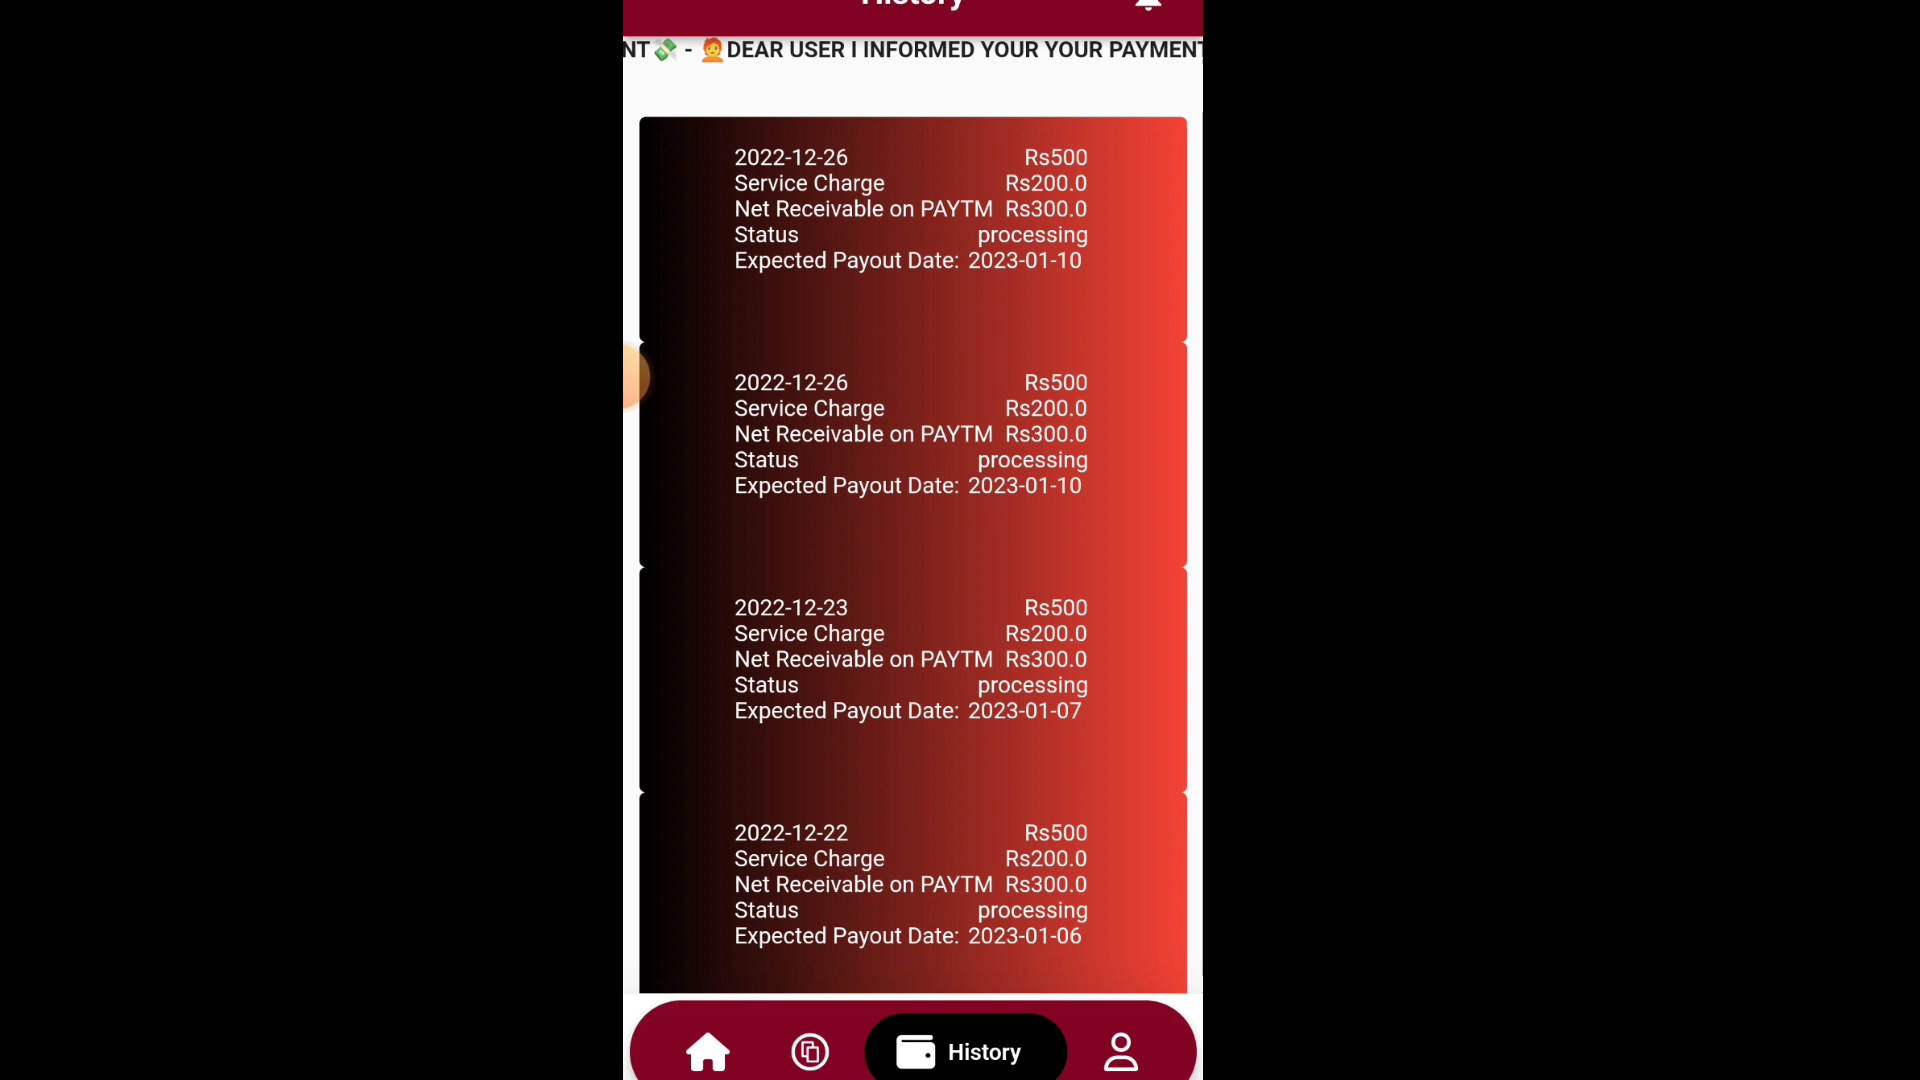 History
NT💸 - 🙎DEAR USER I INFORMED YOUR YOUR PAYMENT
2022-12-26 Rs500
Service Charge Rs200.0
Net Receivable on PAYTM Rs300.0
Status processing
Expected Payout Date: 2023-01-10
2022-12-26 Rs500
Service Charge Rs200.0
Net Receivable on PAYTM Rs300.0
Status processing
Expected Payout Date: 2023-01-10
2022-12-23 Rs500
Service Charge Rs200.0
Net Receivable on PAYTM Rs300.0
Status processing
Expected Payout Date: 2023-01-07
2022-12-22 Rs500
Service Charge Rs200.0
Net Receivable on PAYTM Rs300.0
Status processing
Expected Payout Date: 2023-01-06
History